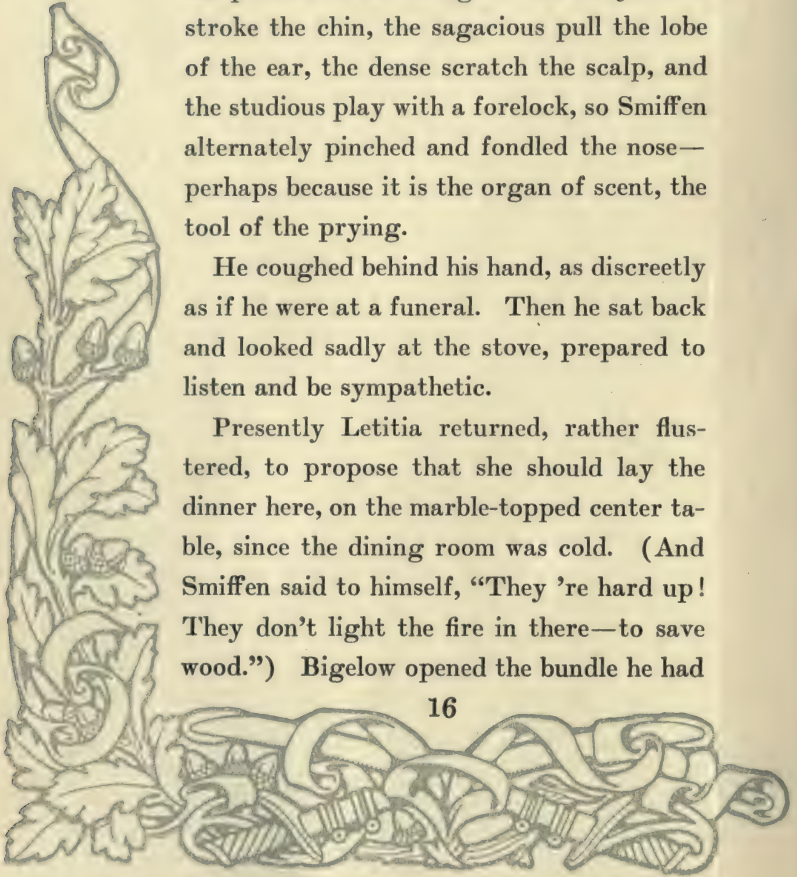 stroke the chin, the sagacious pull the lobe
of the ear, the dense scratch the scalp, and
the studious play with a forelock, so Smiffen
alternately pinched and fondled the nose—
perhaps because it is the organ of scent, the
tool of the prying.
He coughed behind his hand, as discreetly
as if he were at a funeral. Then he sat back
and looked sadly at the stove, prepared to
listen and be sympathetic.
Presently Letitia returned, rather flus-
tered, to propose that she should lay the
dinner here, on the marble-topped center ta-
ble, since the dining room was cold. (And
Smiffen said to himself, “They ’re hard up!
They don’t light the fire in there—to save
wood.”) Bigelow opened the bundle he had
16